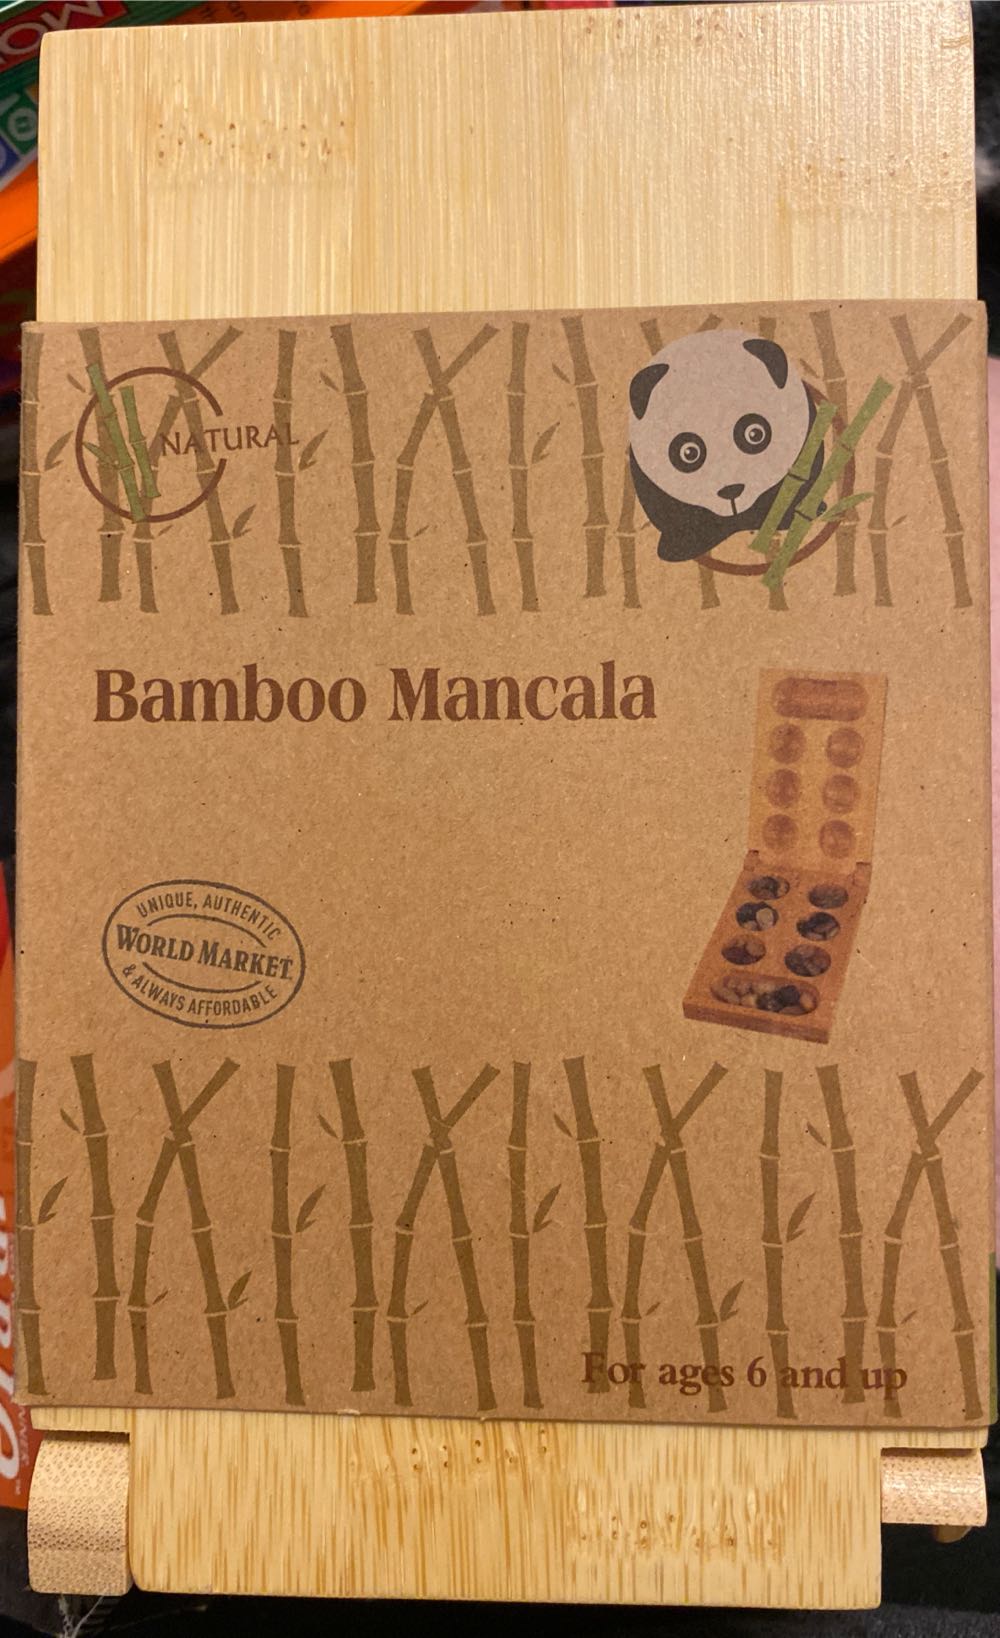 NATURAL
Bamboo Mancala
UNIQUE, AUTHENTIC
WORLD MARKET
& ALWAYS AFFORDABLE
For ages 6 and up